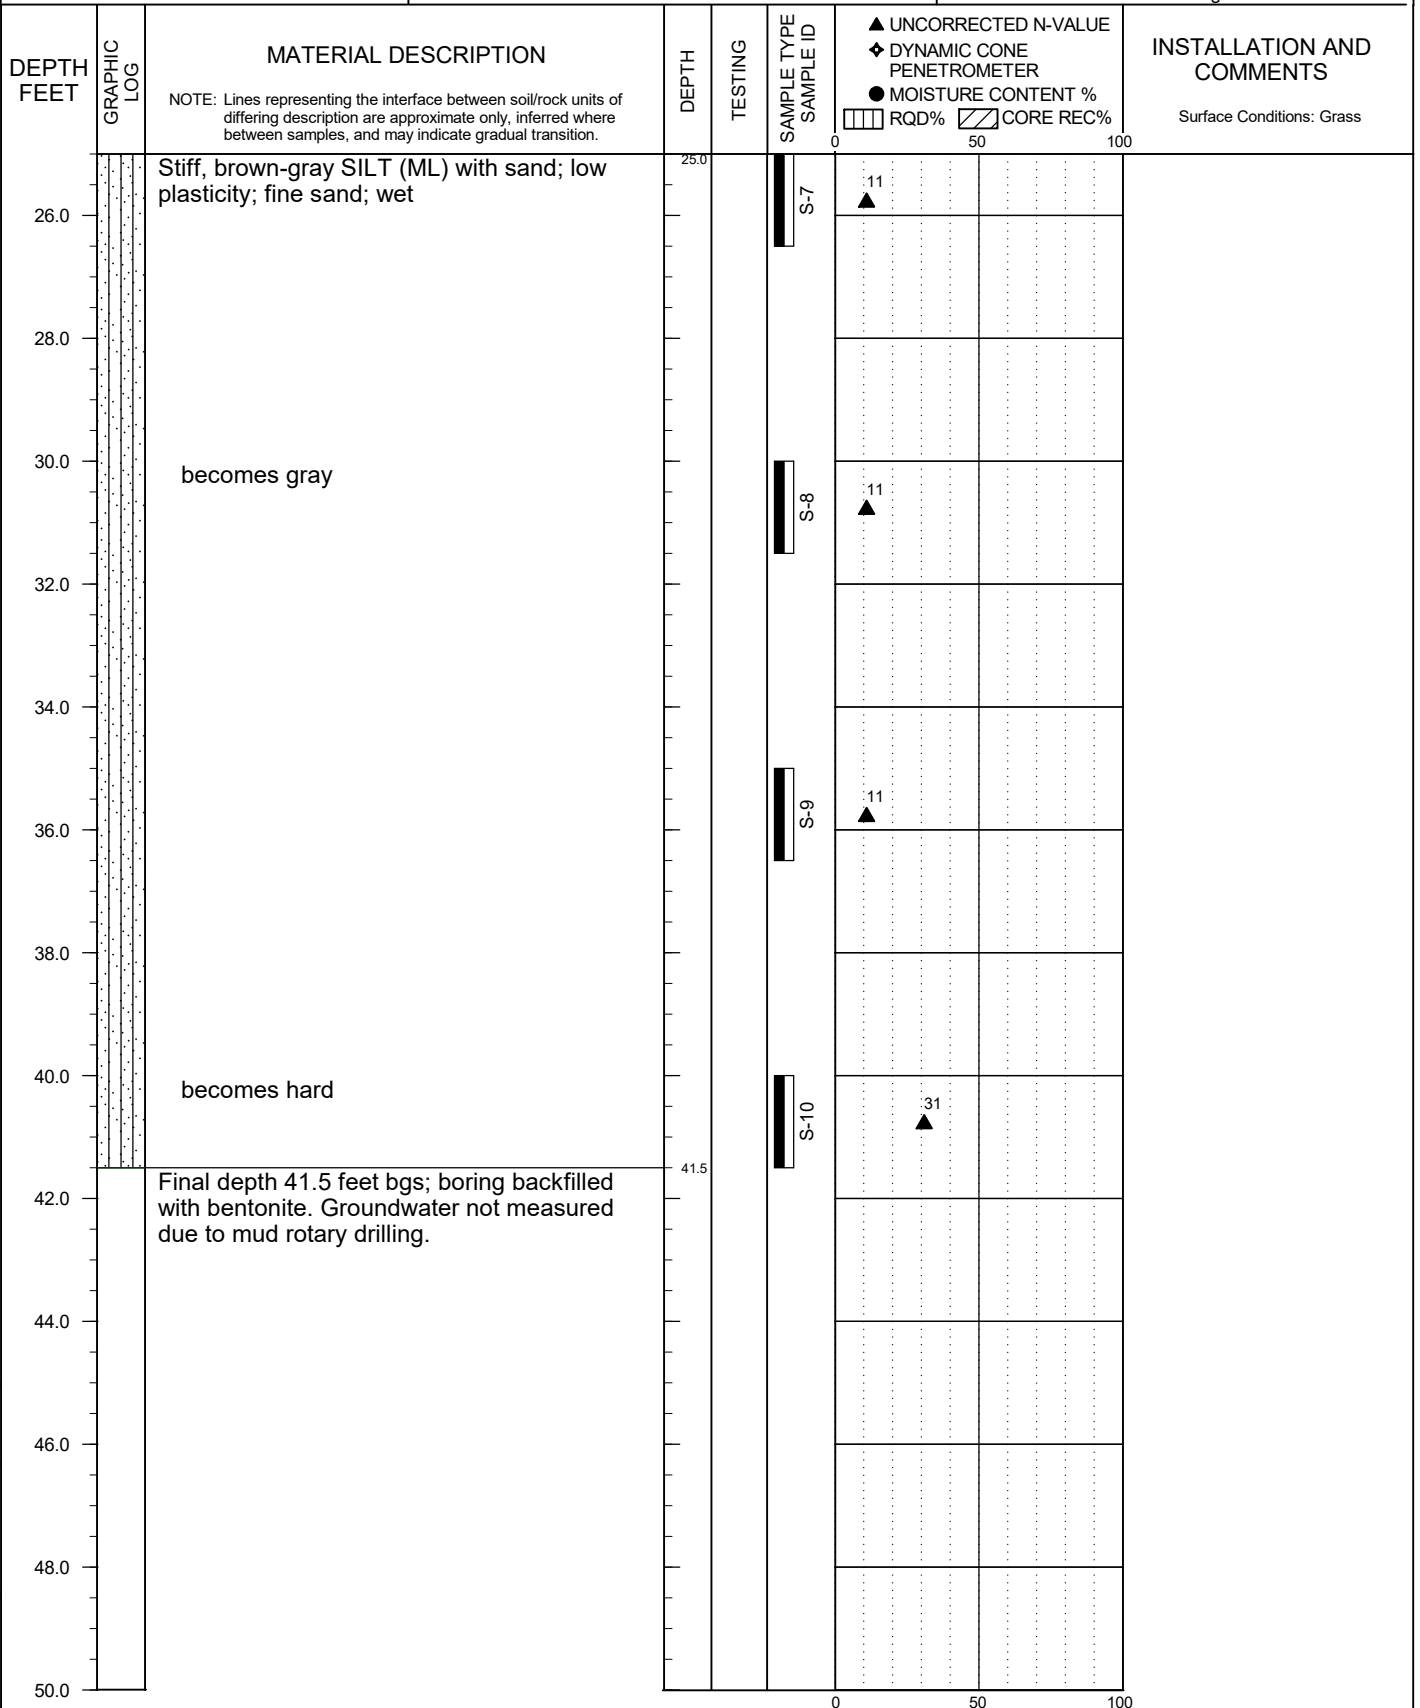 DEPTH
FEET
GRAPHIC
LOG
MATERIAL DESCRIPTION
NOTE: Lines representing the interface between soil/rock units of
differing description are approximate only, inferred where
between samples, and may indicate gradual transition.
DEPTH
TESTING
SAMPLE TYPE
SAMPLE ID
▲ UNCORRECTED N-VALUE
DYNAMIC CONE
PENETROMETER
● MOISTURE CONTENT %
RQD% CORE REC%
0 50 100
INSTALLATION AND
COMMENTS
Surface Conditions: Grass
Stiff, brown-gray SILT (ML) with sand; low
plasticity; fine sand; wet
25.0
S-7
11
26.0
28.0
30.0
becomes gray
S-8
11
32.0
34.0
S-9
11
36.0
38.0
40.0
becomes hard
S-10
31
41.5
Final depth 41.5 feet bgs; boring backfilled
with bentonite. Groundwater not measured
due to mud rotary drilling.
42.0
44.0
46.0
48.0
50.0
0 50 100